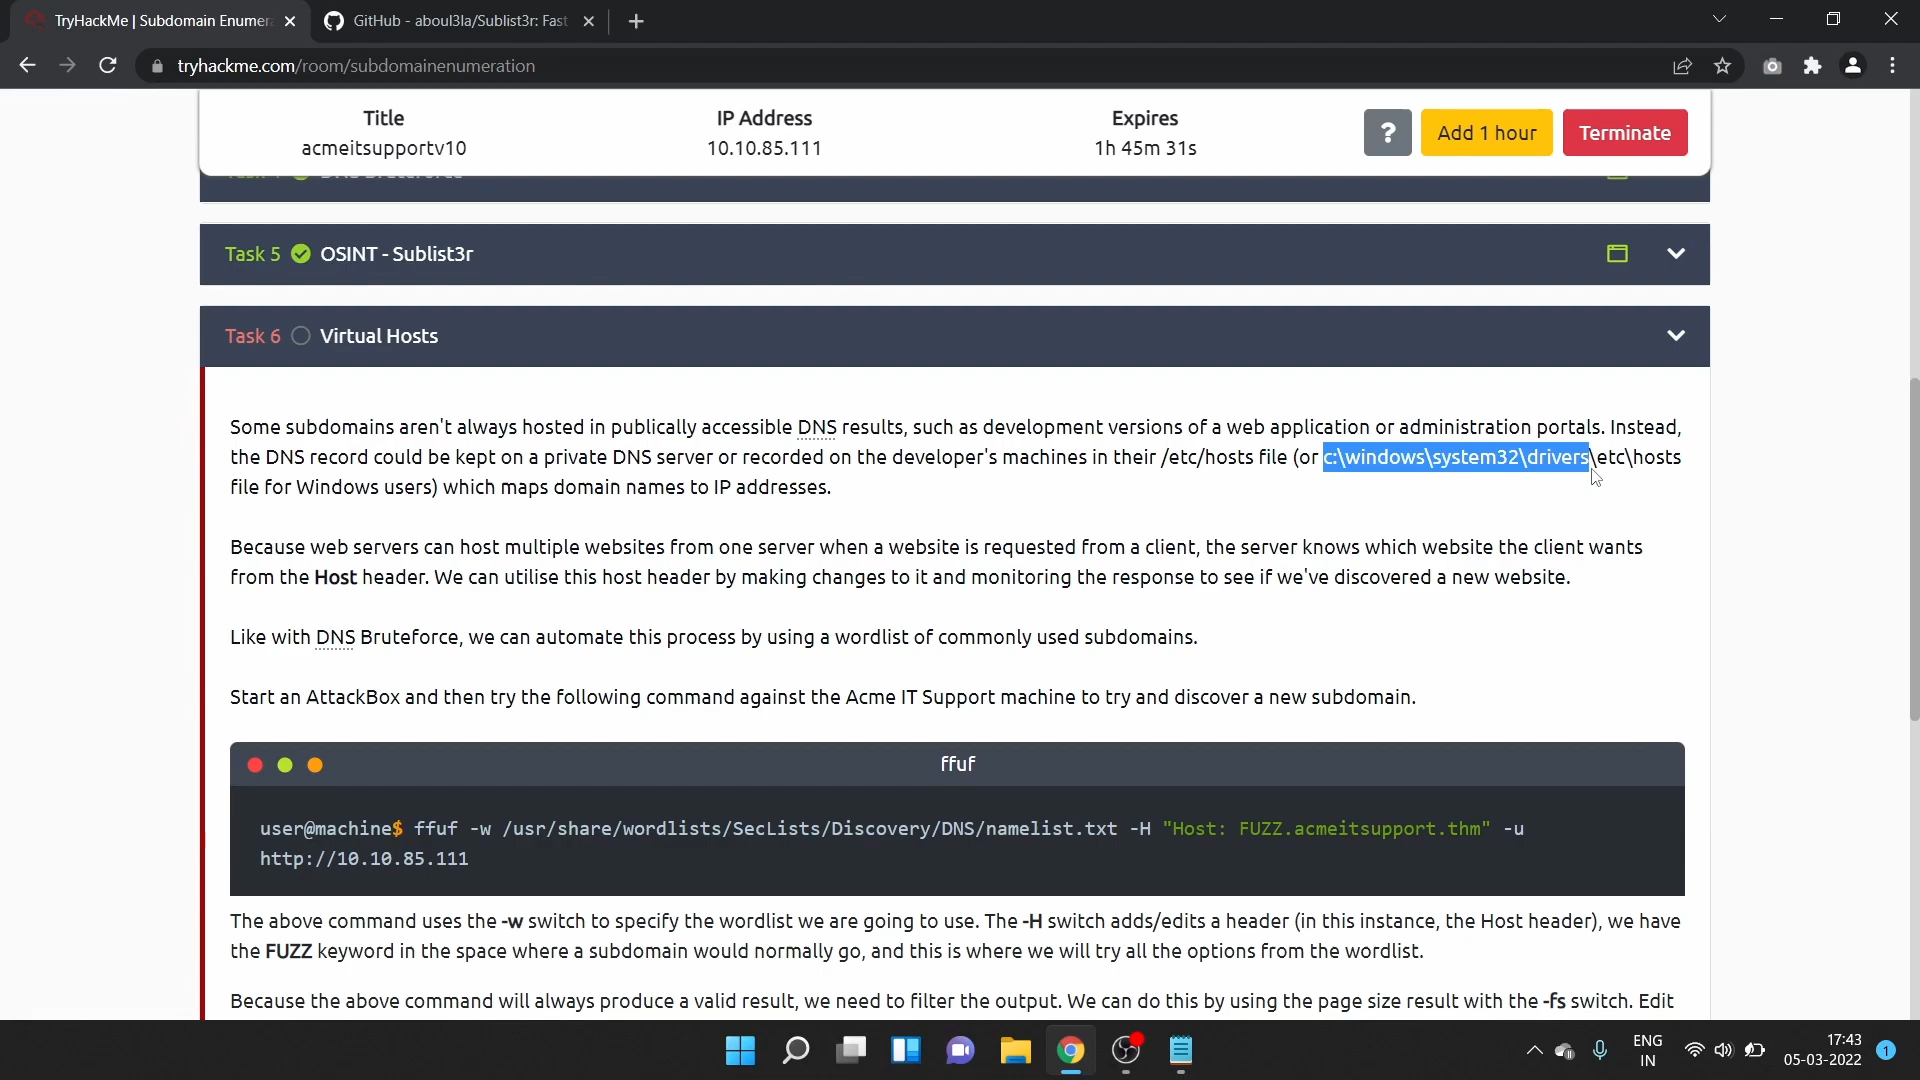 TryHackMe | Subdomain Enumera
GitHub - aboul3la/Sublist3r: Fast
tryhackme.com/room/subdomainenumeration
Title
acmeitsupportv10
IP Address
10.10.85.111
Expires
1h 45m 31s
?
Add 1 hour
Terminate
Task 5 OSINT - Sublist3r
Task 6 Virtual Hosts
Some subdomains aren't always hosted in publically accessible DNS results, such as development versions of a web application or administration portals. Instead,
the DNS record could be kept on a private DNS server or recorded on the developer's machines in their /etc/hosts file (or c:\windows\system32\drivers\etc\hosts
file for Windows users) which maps domain names to IP addresses.
Because web servers can host multiple websites from one server when a website is requested from a client, the server knows which website the client wants
from the Host header. We can utilise this host header by making changes to it and monitoring the response to see if we've discovered a new website.
Like with DNS Bruteforce, we can automate this process by using a wordlist of commonly used subdomains.
Start an AttackBox and then try the following command against the Acme IT Support machine to try and discover a new subdomain.
ffuf
user@machine$ ffuf -w /usr/share/wordlists/SecLists/Discovery/DNS/namelist.txt -H "Host: FUZZ.acmeitsupport.thm" -u
http://10.10.85.111
The above command uses the -w switch to specify the wordlist we are going to use. The -H switch adds/edits a header (in this instance, the Host header), we have
the FUZZ keyword in the space where a subdomain would normally go, and this is where we will try all the options from the wordlist.
Because the above command will always produce a valid result, we need to filter the output. We can do this by using the page size result with the -fs switch. Edit
ENG
IN
17:43
05-03-2022
1